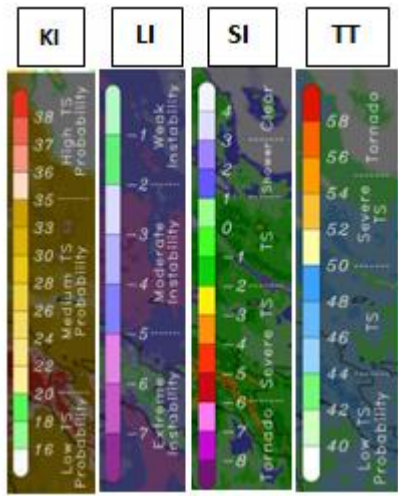 KI
LI
SI
TT
38
37
36
35
33
30
28
26
24
22
20
18
16
High TS
Probability
Medium TS
Probability
Low TS
Probability
-1
-2
-3
-4
-5
-6
-7
Weak
Instability
Moderate
Instability
Extreme
Instability
4
3
2
1
0
-1
-2
-3
-4
-5
-6
-7
-8
Clear
Shower
TS
Severe TS
Tornado
58
56
54
52
50
48
46
44
42
40
Tornado
Severe
TS
TS
Low TS
Probability